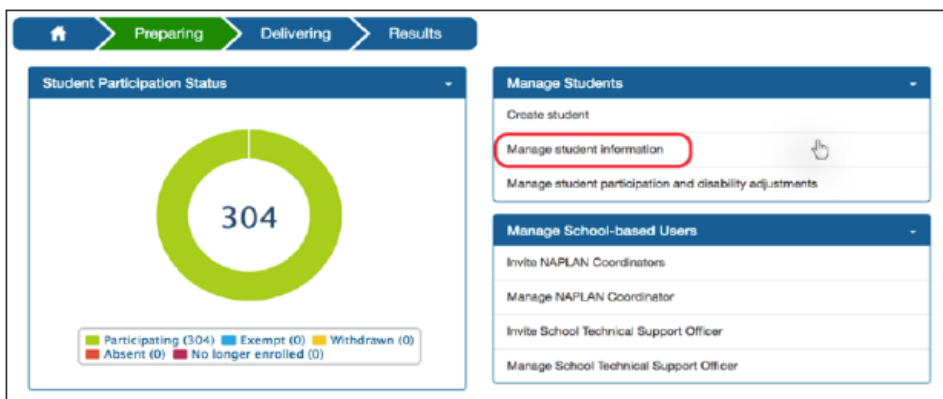 Preparing Delivering Results
Student Participation Status
304
Participating (304) Exempt (0) Withdrawn (0)
Absent (0) No longer enrolled (0)
Manage Students
Create student
Manage student information
Manage student participation and disability adjustments
Manage School-based Users
Invite NAPLAN Coordinators
Manage NAPLAN Coordinator
Invite School Technical Support Officer
Manage School Technical Support Officer